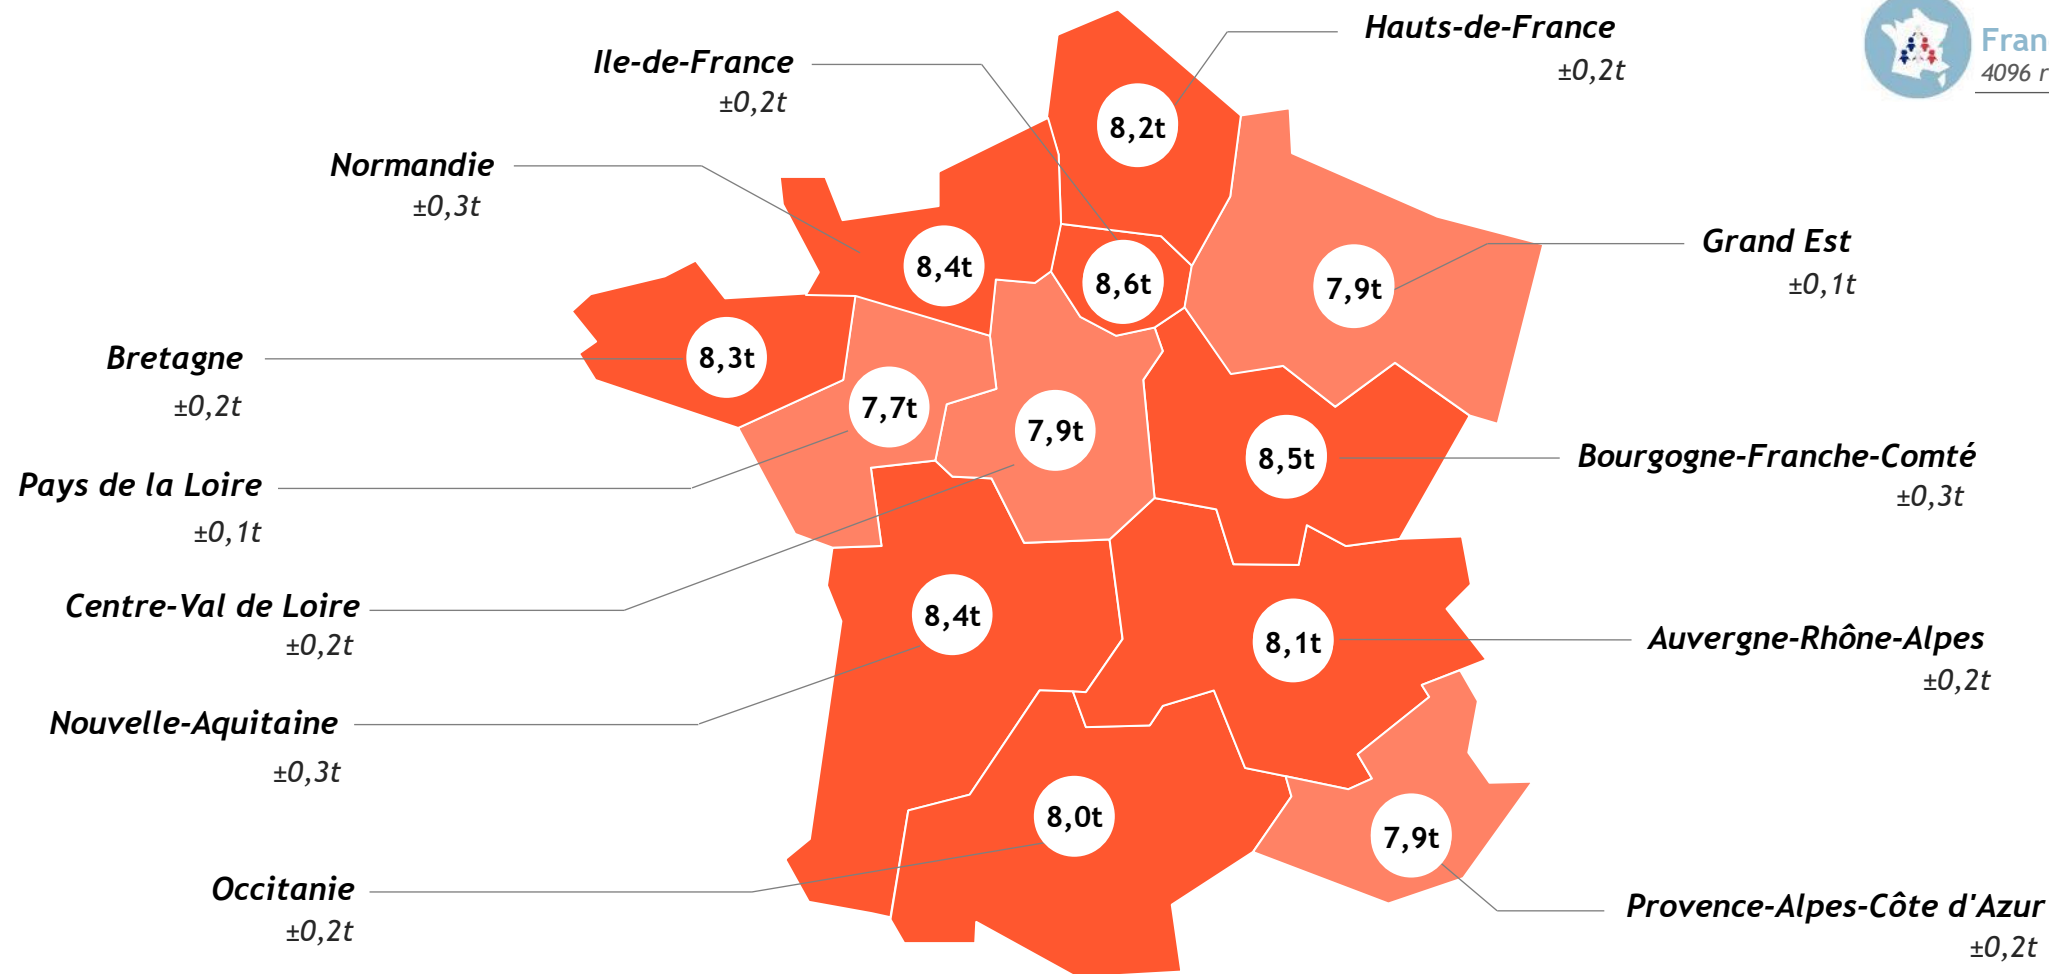 Hauts-de-France
±0,2t
Fran
4096 r
Ile-de-France
±0,2t
8,2t
Normandie
±0,3t
Grand Est
±0,1t
8,4t
8,6t
7,9t
Bretagne
±0,2t
8,3t
7,7t
7,9t
8,5t
Bourgogne-Franche-Comté
±0,3t
Pays de la Loire
±0,1t
Centre-Val de Loire
±0,2t
8,4t
8,1t
Auvergne-Rhône-Alpes
±0,2t
Nouvelle-Aquitaine
±0,3t
8,0t
7,9t
Occitanie
±0,2t
Provence-Alpes-Côte d'Azur
±0,2t